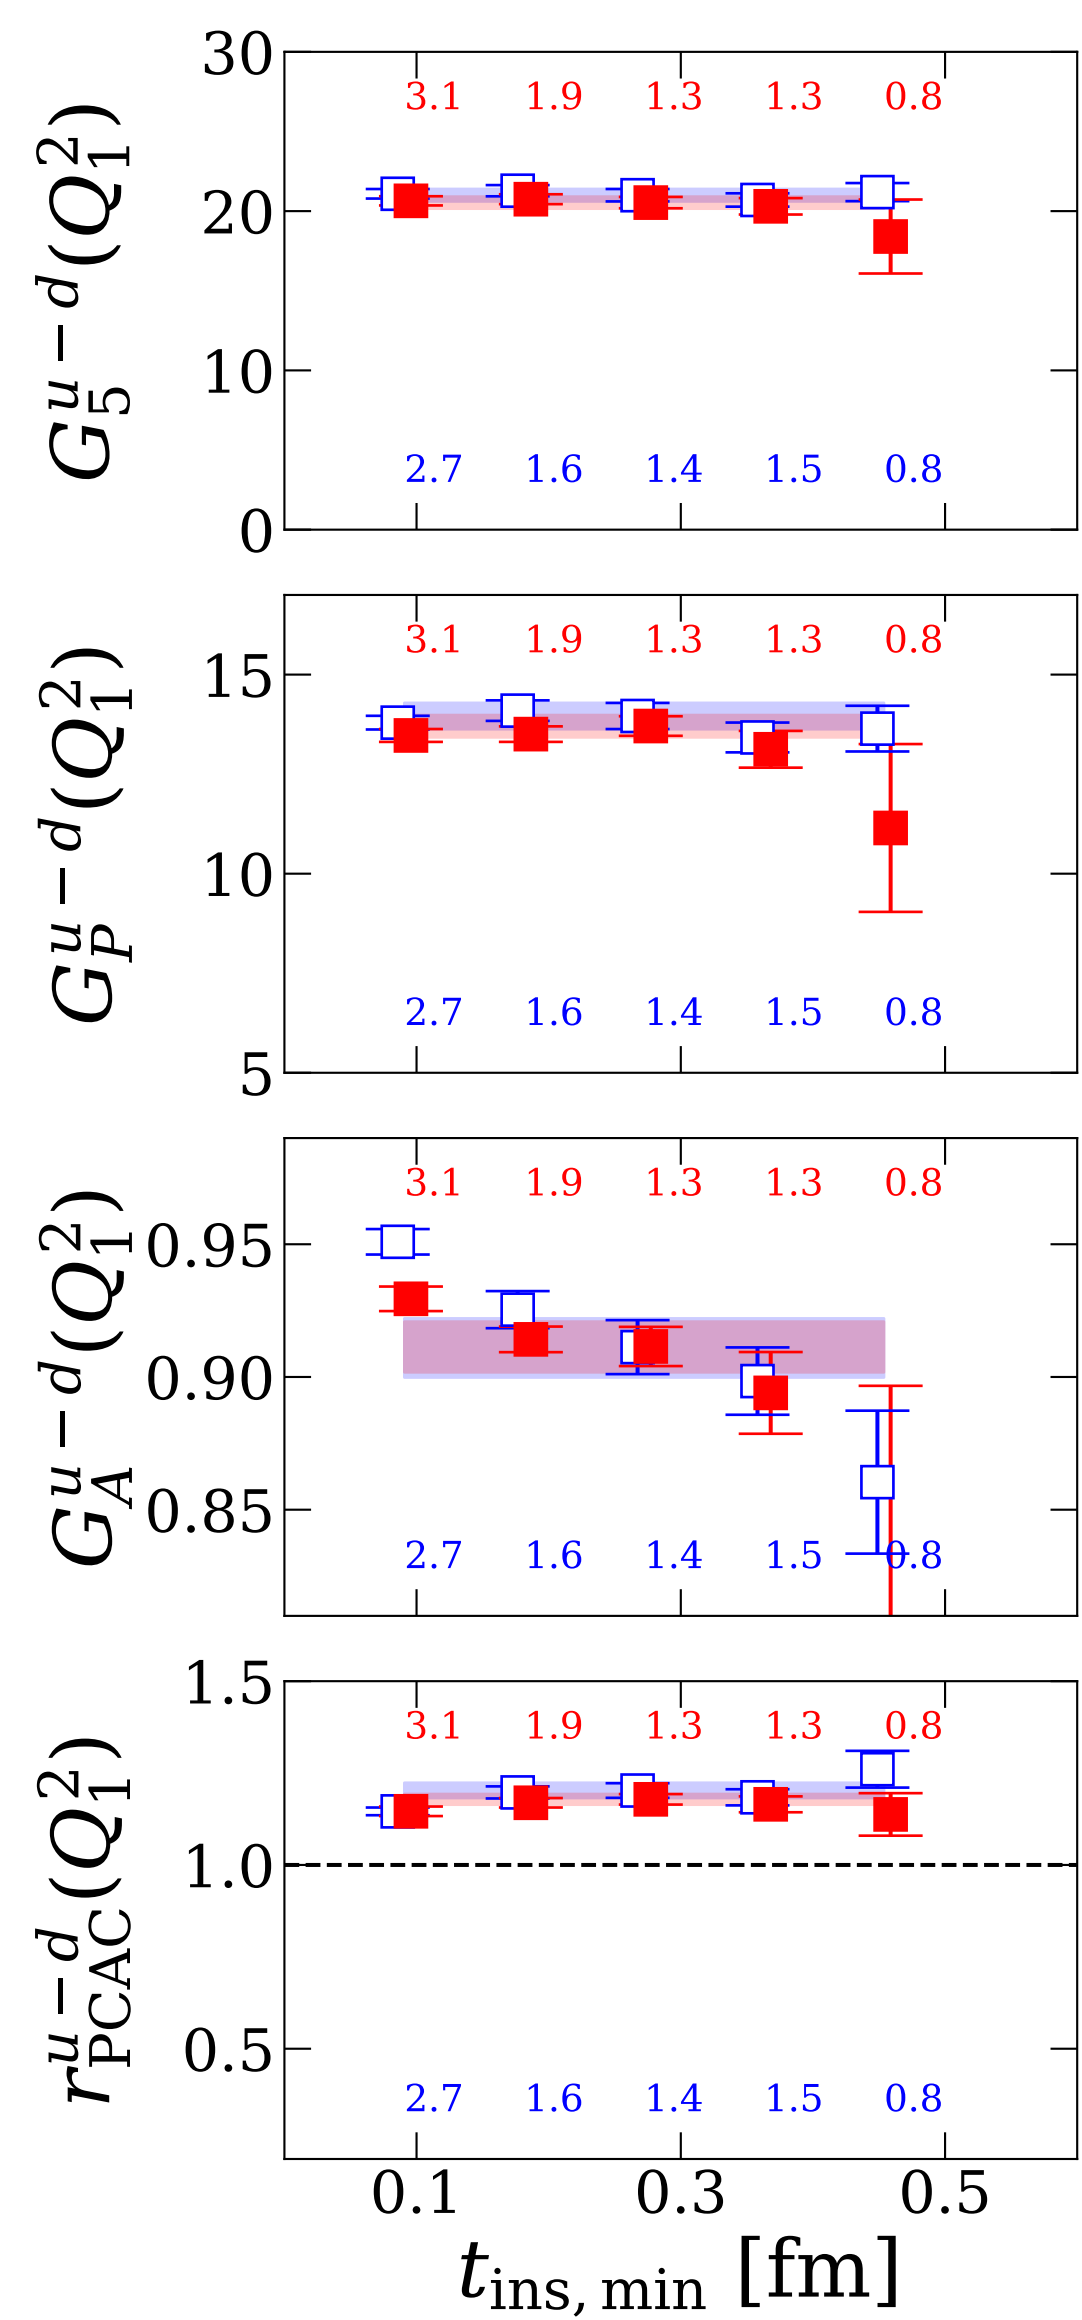 G_5^{u-d}(Q_1^2)
30
20
10
0
3.1 1.9 1.3 1.3 0.8
2.7 1.6 1.4 1.5 0.8
G_P^{u-d}(Q_1^2)
15
10
5
3.1 1.9 1.3 1.3 0.8
2.7 1.6 1.4 1.5 0.8
G_A^{u-d}(Q_1^2)
0.95
0.90
0.85
3.1 1.9 1.3 1.3 0.8
2.7 1.6 1.4 1.5 0.8
r_{PCAC}^{u-d}(Q_1^2)
1.5
1.0
0.5
3.1 1.9 1.3 1.3 0.8
2.7 1.6 1.4 1.5 0.8
0.1 0.3 0.5
t_{ins, min} [fm]